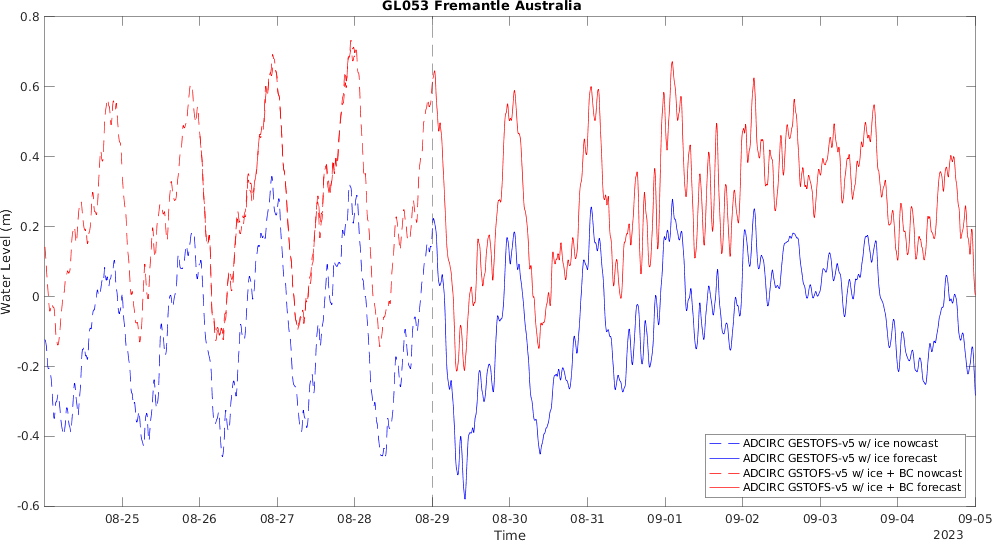 GL053 Fremantle Australia
Water Level (m)
0.8
0.6
0.4
0.2
0
-0.2
-0.4
-0.6
ADCIRC GESTOFS-v5 w/ ice nowcast
ADCIRC GESTOFS-v5 w/ ice forecast
ADCIRC GSTOFS-v5 w/ ice + BC nowcast
ADCIRC GSTOFS-v5 w/ ice + BC forecast
08-25 08-26 08-27 08-28 08-29 08-30 08-31 09-01 09-02 09-03 09-04 09-05
Time
2023